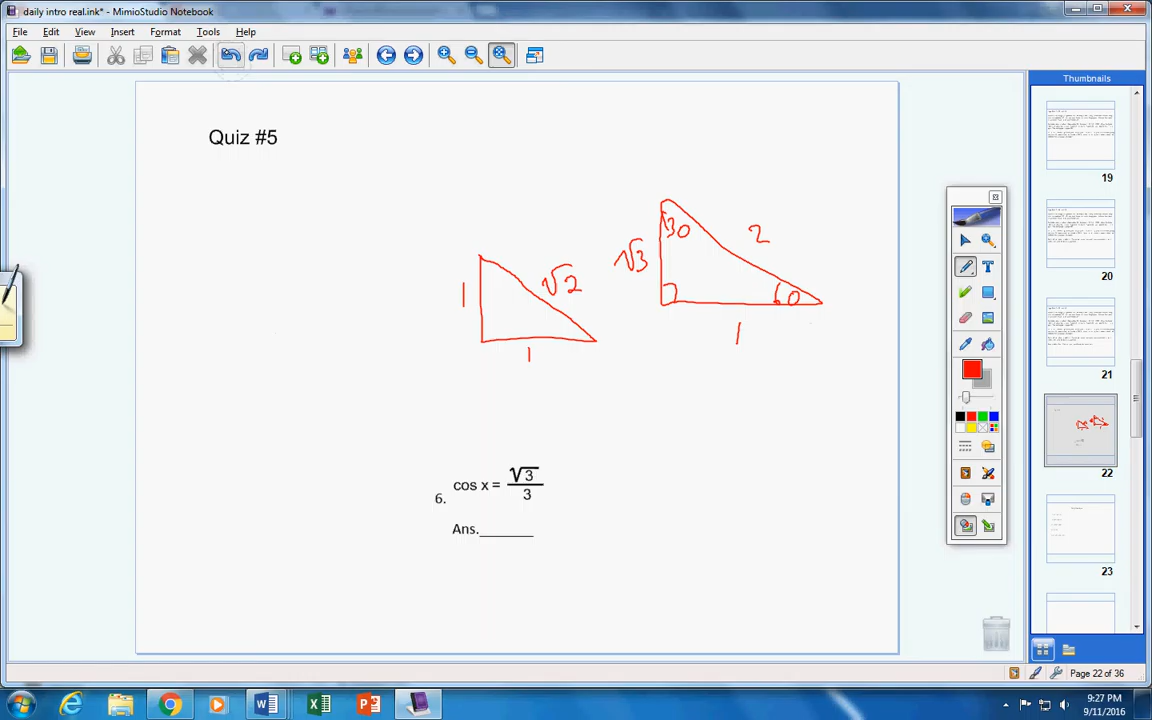 daily intro real.ink* - MimioStudio Notebook
File Edit View Insert Format Tools Help
Quiz #5
1
√2
1
√3
30
2
60
1
6. cos x = √3/3
Ans.______
Thumbnails
19
20
21
22
23
Page 22 of 36
9:27 PM
9/11/2016